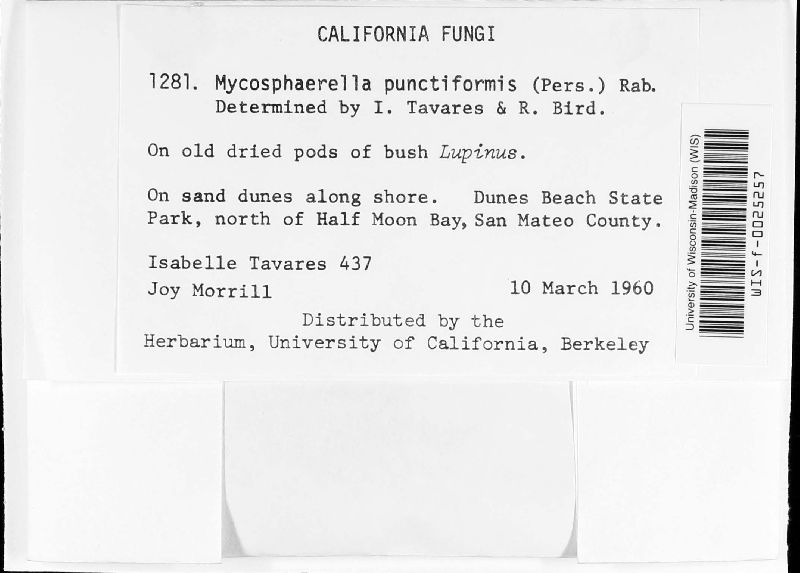 CALIFORNIA FUNGI
1281. Mycosphaerella punctiformis (Pers.) Rab.
Determined by I. Tavares & R. Bird.
On old dried pods of bush Lupinus.
On sand dunes along shore. Dunes Beach State
Park, north of Half Moon Bay, San Mateo County.
Isabelle Tavares 437
Joy Morrill 10 March 1960
Distributed by the
Herbarium, University of California, Berkeley
University of Wisconsin-Madison (WIS)
WIS-f-0025257